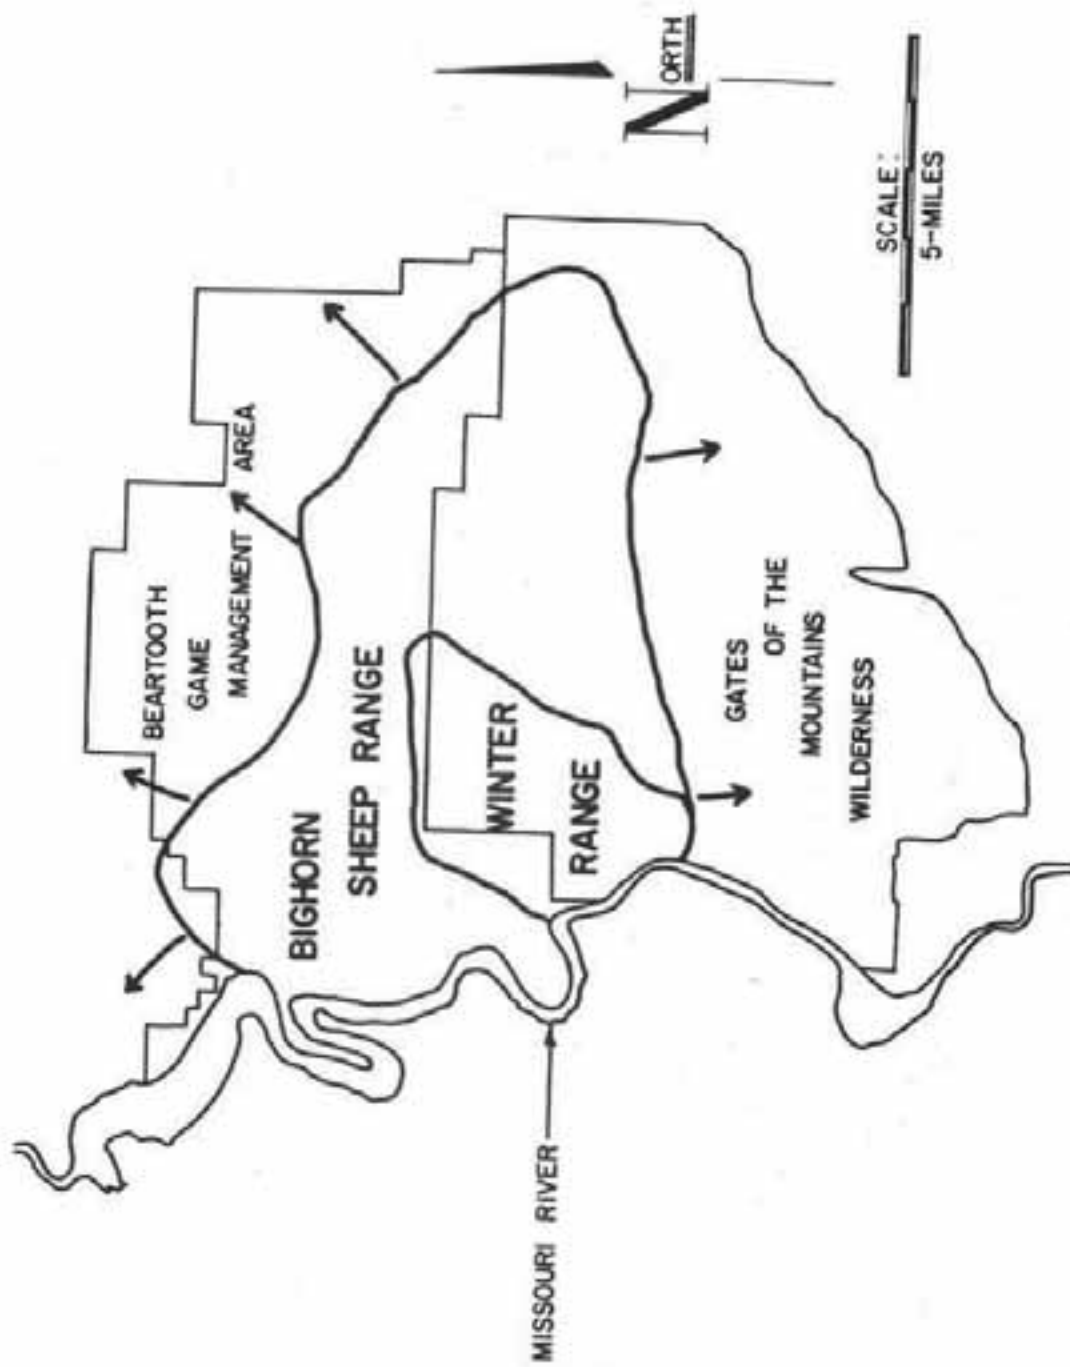 BEARTOOTH
GAME
MANAGEMENT AREA
BIGHORN
SHEEP RANGE
WINTER
RANGE
MISSOURI RIVER
GATES
OF THE
MOUNTAINS
WILDERNESS
NORTH
SCALE:
5-MILES